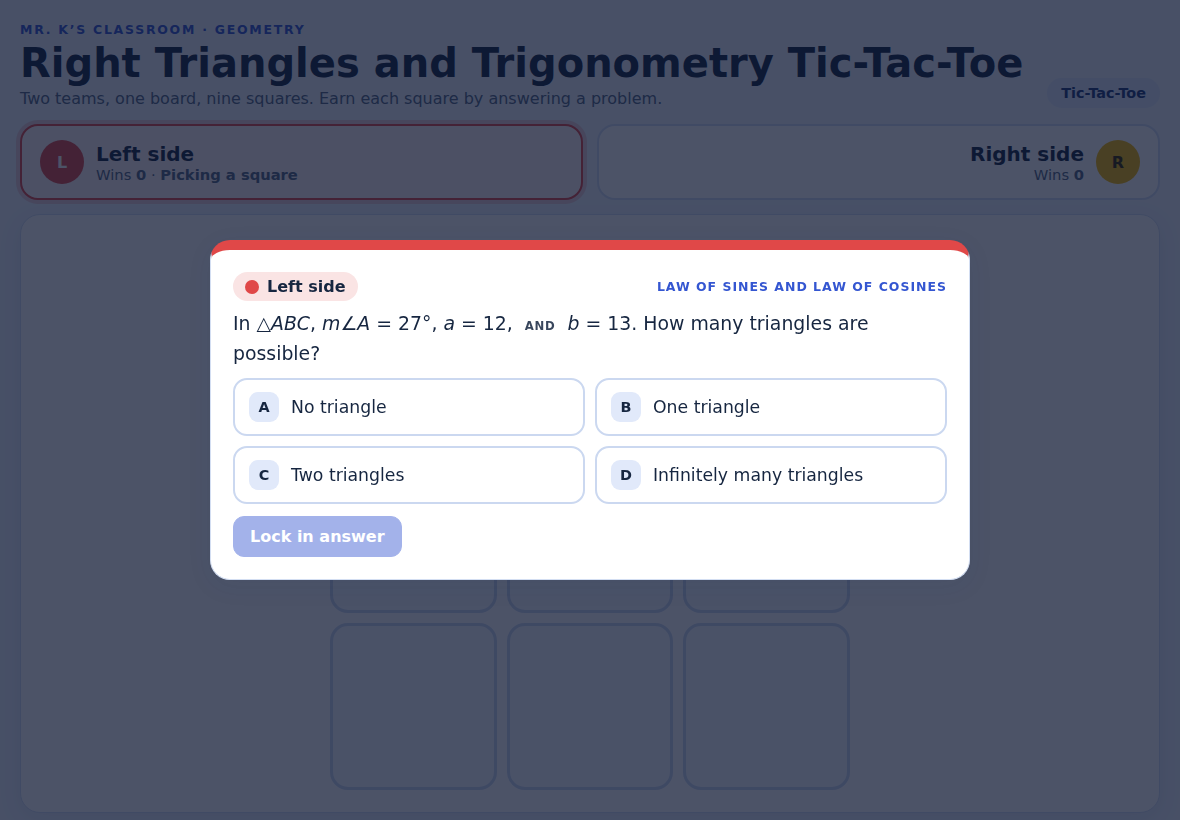 MR. K’S CLASSROOM · GEOMETRY
Right Triangles and Trigonometry Tic-Tac-Toe
Two teams, one board, nine squares. Earn each square by answering a problem.
Tic-Tac-Toe
L
Left side
Wins 0 · Picking a square
Right side
Wins 0
R
Left side
LAW OF SINES AND LAW OF COSINES
In △ABC, m∠A = 27°, a = 12, AND b = 13. How many triangles are
possible?
A No triangle
B One triangle
C Two triangles
D Infinitely many triangles
Lock in answer